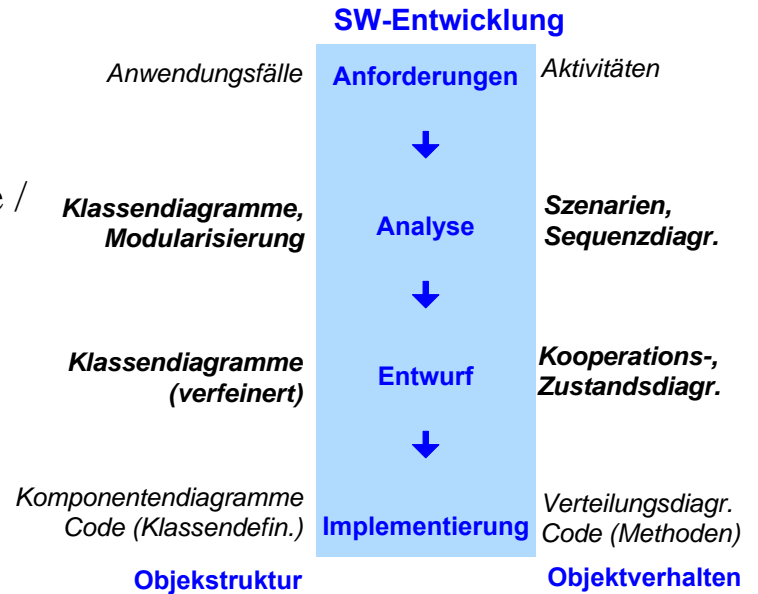 SW-Entwicklung
Anwendungsfälle Anforderungen Aktivitäten
/
Klassendiagramme, Szenarien,
Modularisierung Analyse Sequenzdiagr.
Klassendiagramme Kooperations-,
(verfeinert) Entwurf Zustandsdiagr.
Komponentendiagramme Verteilungsdiagr.
Code (Klassendefin.) Implementierung Code (Methoden)
Objekstruktur Objektverhalten